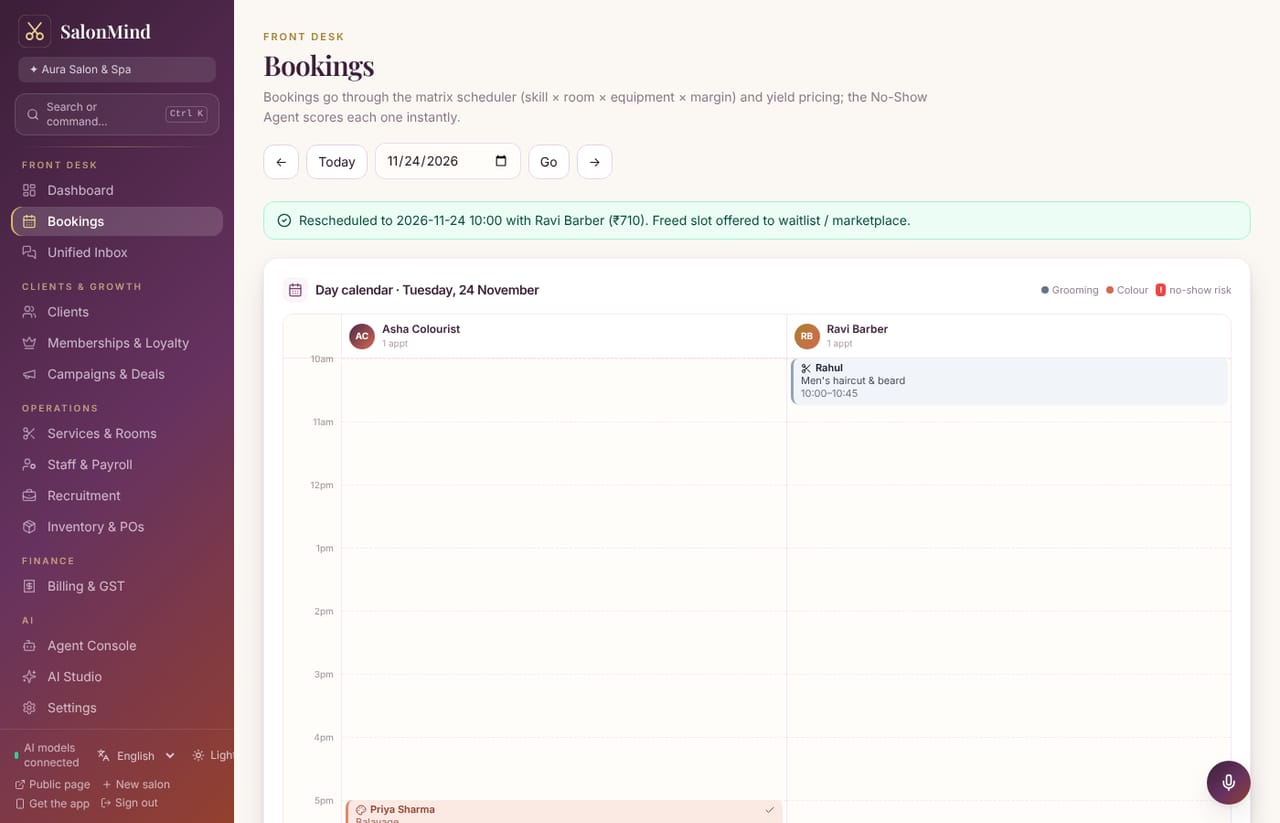 SalonMind
✦ Aura Salon & Spa
Search or
command...
Ctrl K
FRONT DESK
Dashboard
Bookings
Unified Inbox
CLIENTS & GROWTH
Clients
Memberships & Loyalty
Campaigns & Deals
OPERATIONS
Services & Rooms
Staff & Payroll
Recruitment
Inventory & POs
FINANCE
Billing & GST
AI
Agent Console
AI Studio
Settings
AI models
connected
English
Light
Public page
+ New salon
Get the app
Sign out
FRONT DESK
Bookings
Bookings go through the matrix scheduler (skill × room × equipment × margin) and yield pricing; the No-Show
Agent scores each one instantly.
← Today 11/24/2026 Go →
Rescheduled to 2026-11-24 10:00 with Ravi Barber (₹710). Freed slot offered to waitlist / marketplace.
Day calendar · Tuesday, 24 November
Grooming Colour ! no-show risk
AC Asha Colourist
1 appt
RB Ravi Barber
1 appt
10am
Rahul
Men's haircut & beard
10:00–10:45
11am
12pm
1pm
2pm
3pm
4pm
5pm
Priya Sharma
Balayage